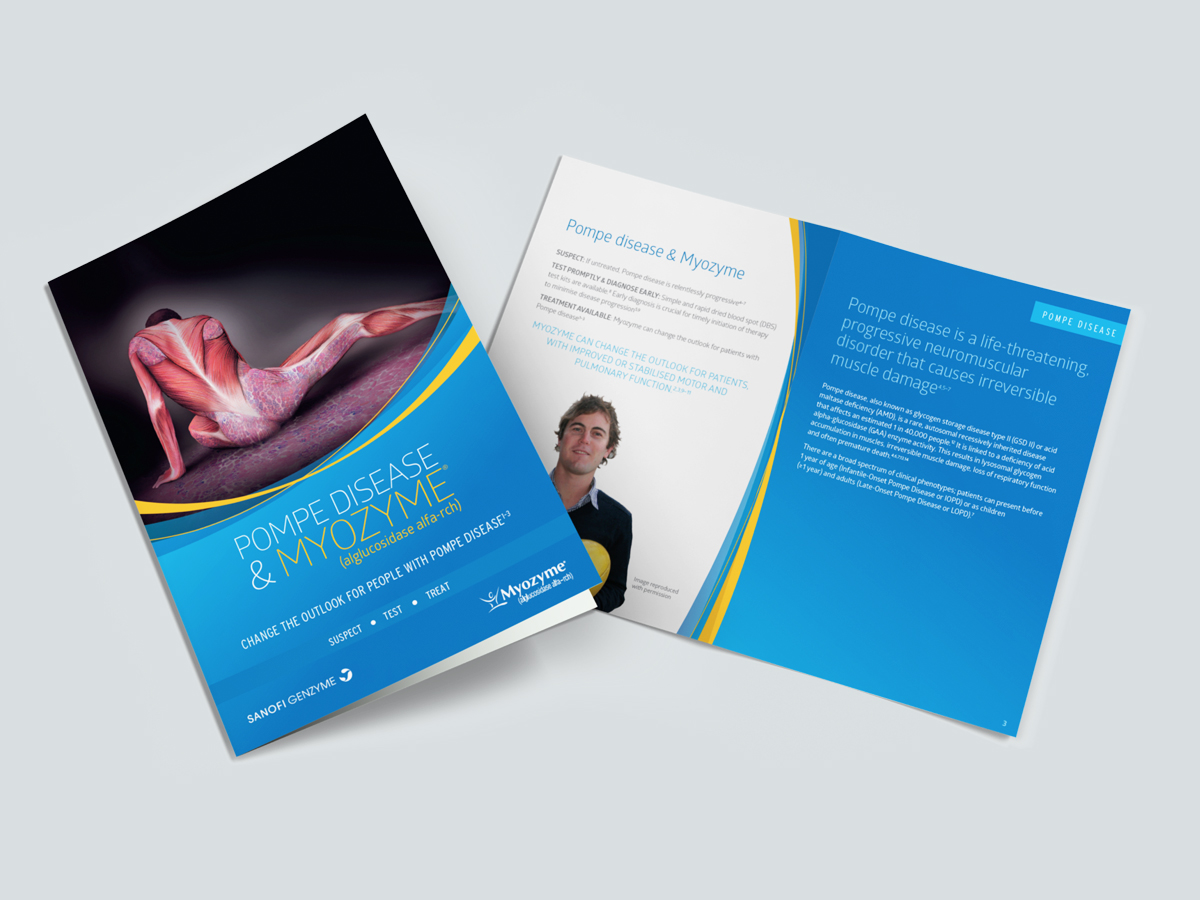 POMPE DISEASE
& MYOZYME®
(alglucosidase alfa-rch)
CHANGE THE OUTLOOK FOR PEOPLE WITH POMPE DISEASE1-3
SUSPECT • TEST • TREAT
Myozyme®
(alglucosidase alfa-rch)
SANOFI GENZYME
Pompe disease & Myozyme
SUSPECT: If untreated, Pompe disease is relentlessly progressive
TEST PROMPTLY & DIAGNOSE EARLY: Simple and rapid dried blood spot (DBS)
test kits are available. Early diagnosis is crucial for timely initiation of therapy
to minimise disease progression
TREATMENT AVAILABLE: Myozyme can change the outlook for patients with
Pompe disease
MYOZYME CAN CHANGE THE OUTLOOK FOR PATIENTS,
WITH IMPROVED OR STABILISED MOTOR AND
PULMONARY FUNCTION.
Image reproduced
with permission
POMPE DISEASE
Pompe disease is a life-threatening,
progressive neuromuscular
disorder that causes irreversible
muscle damage
Pompe disease, also known as glycogen storage disease type II (GSD II) or acid
maltase deficiency (AMD), is a rare, autosomal recessively inherited disease
that affects an estimated 1 in 40,000 people. It is linked to a deficiency of acid
alpha-glucosidase (GAA) enzyme activity. This results in lysosomal glycogen
accumulation in muscles, irreversible muscle damage, loss of respiratory function
and often premature death.
There are a broad spectrum of clinical phenotypes; patients can present before
1 year of age (Infantile-Onset Pompe Disease or IOPD) or as children
(≥1 year) and adults (Late-Onset Pompe Disease or LOPD).
3